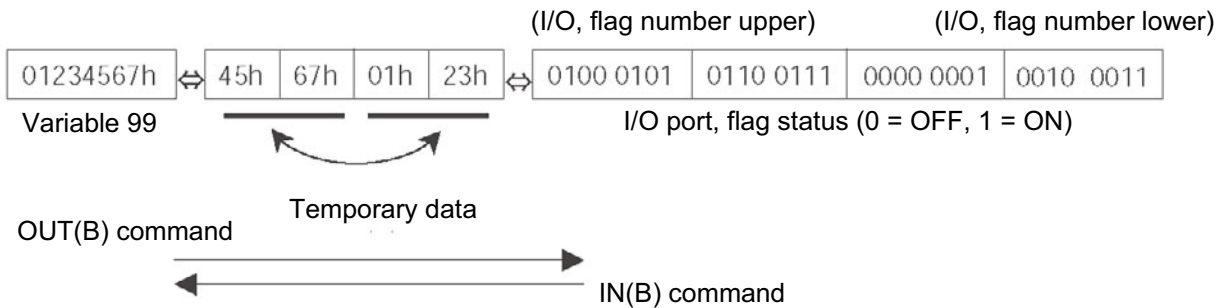 (I/O, flag number upper) (I/O, flag number lower)
01234567h ⇔ 45h 67h 01h 23h ⇔ 0100 0101 0110 0111 0000 0001 0010 0011
Variable 99 I/O port, flag status (0 = OFF, 1 = ON)
Temporary data
OUT(B) command
IN(B) command